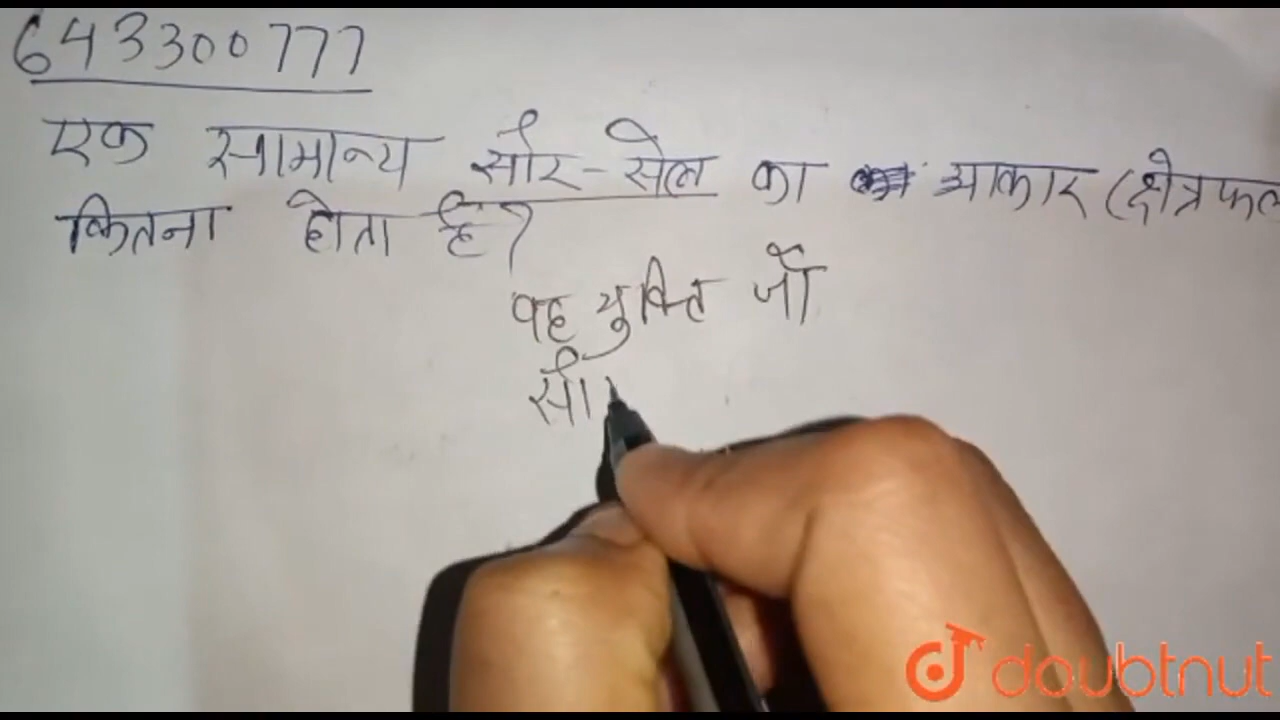 643300777
एक सामान्य सौर-सेल का आकार (क्षेत्रफल
कितना होता है?
वह युक्ति जो
सौ
doubtnut